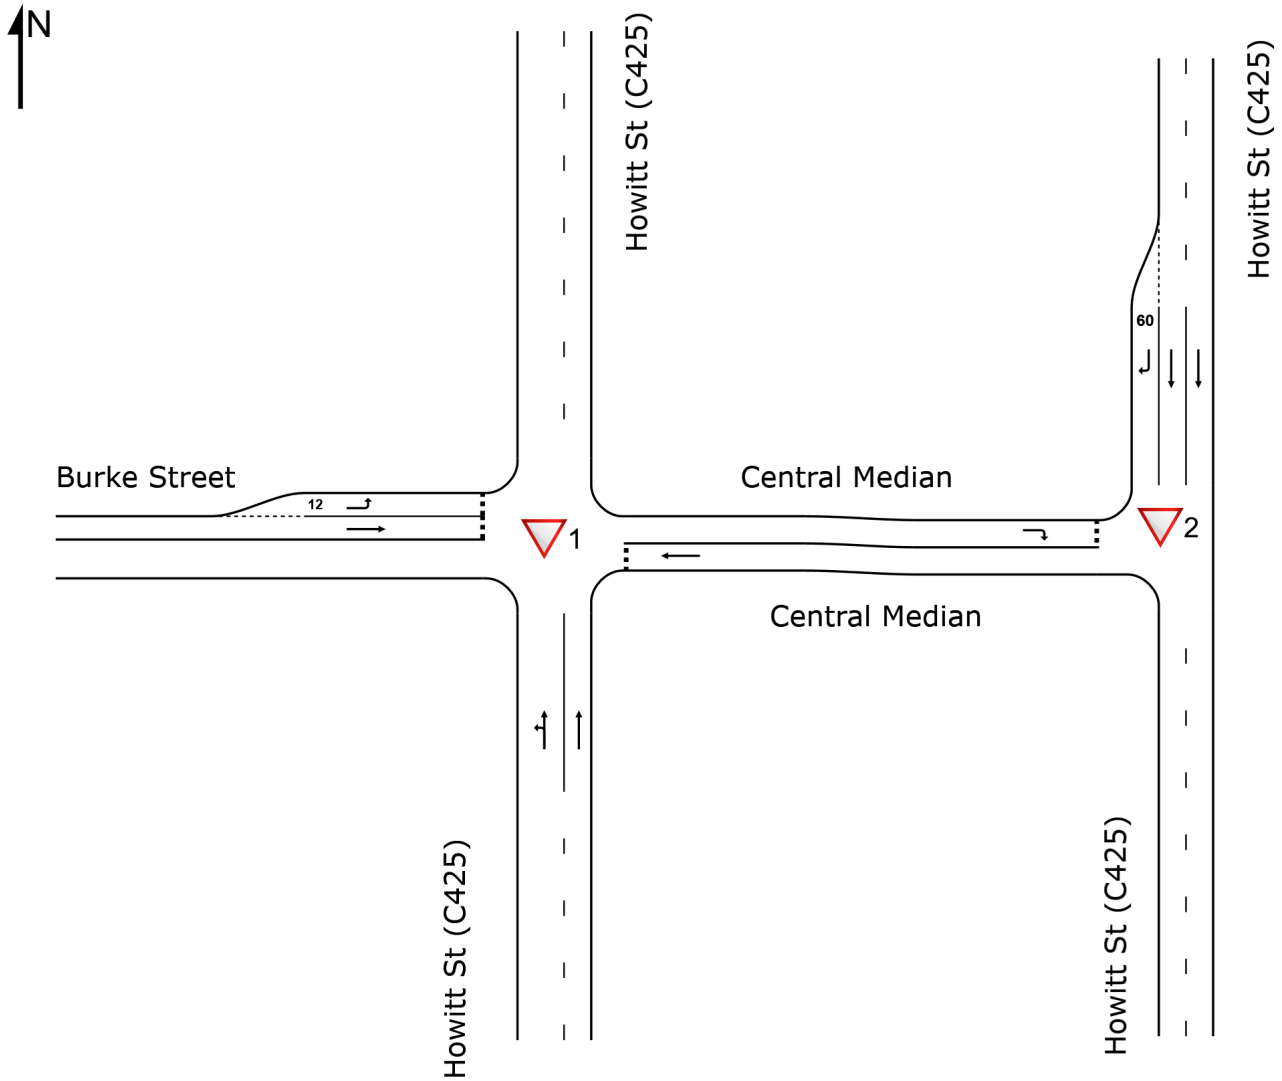 N
Howitt St (C425)
Howitt St (C425)
60
Burke Street
Central Median
12
1
2
Central Median
Howitt St (C425)
Howitt St (C425)